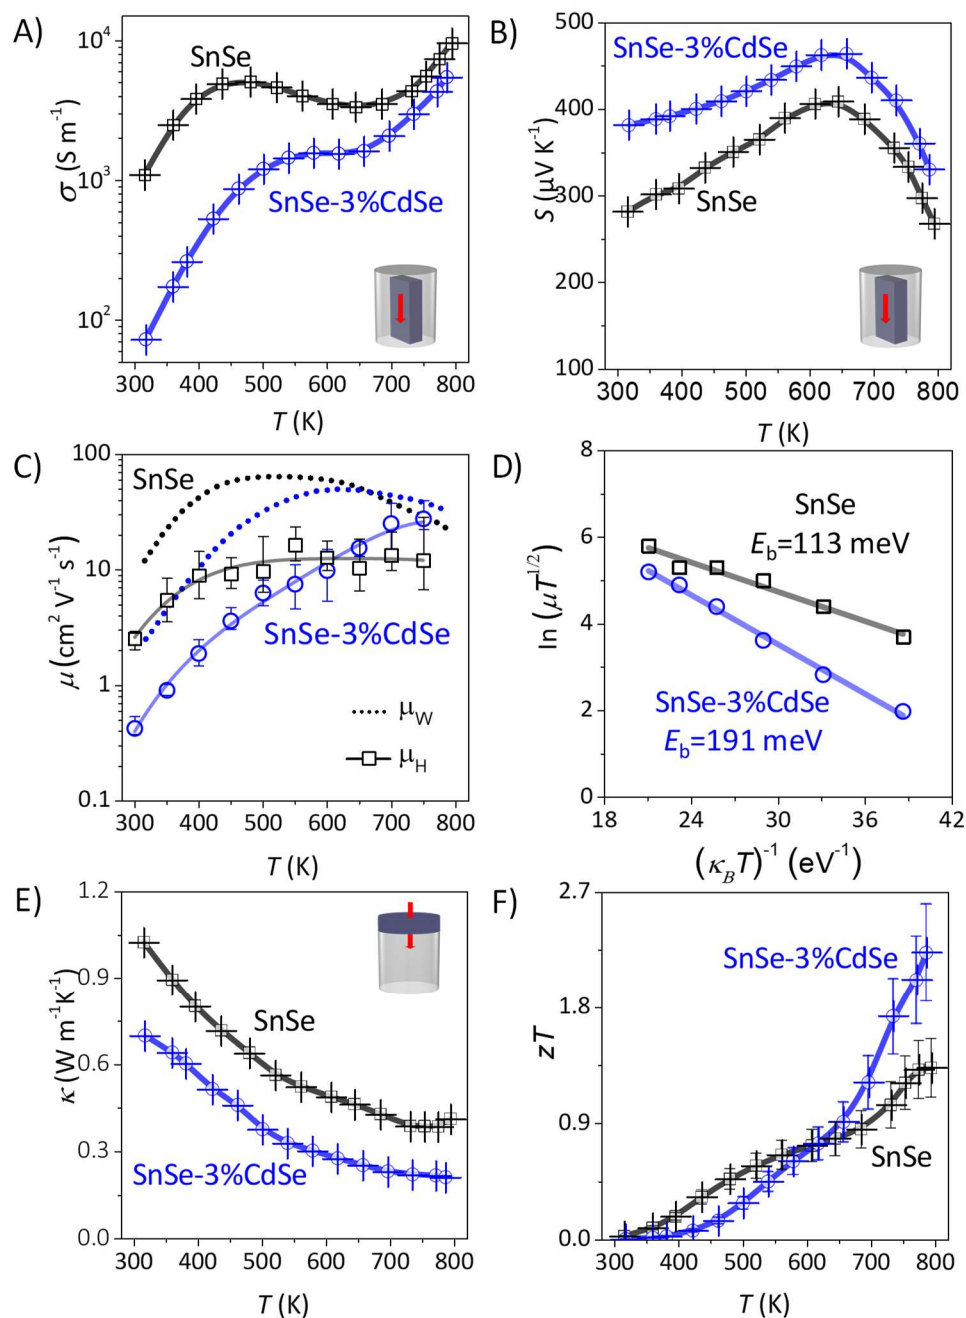 A)
10⁴
SnSe
σ (S m⁻¹)
10³
SnSe-3%CdSe
10²
300 400 500 600 700 800
T (K)
B)
500
SnSe-3%CdSe
400
S (μV K⁻¹)
300
SnSe
200
100
300 400 500 600 700 800
T (K)
C)
100
SnSe
μ(cm² V⁻¹ s⁻¹)
10
SnSe-3%CdSe
1
μ_W
μ_H
0.1
300 400 500 600 700 800
T (K)
D)
8
SnSe
E_b=113 meV
6
ln (μT^1/2)
4
SnSe-3%CdSe
2
E_b=191 meV
0
18 24 30 36 42
(κ_B T)⁻¹ (eV⁻¹)
E)
1.2
0.9
κ (W m⁻¹K⁻¹)
SnSe
0.6
0.3
SnSe-3%CdSe
0.0
300 400 500 600 700 800
T (K)
F)
2.7
SnSe-3%CdSe
1.8
zT
0.9
SnSe
0.0
300 400 500 600 700 800
T (K)